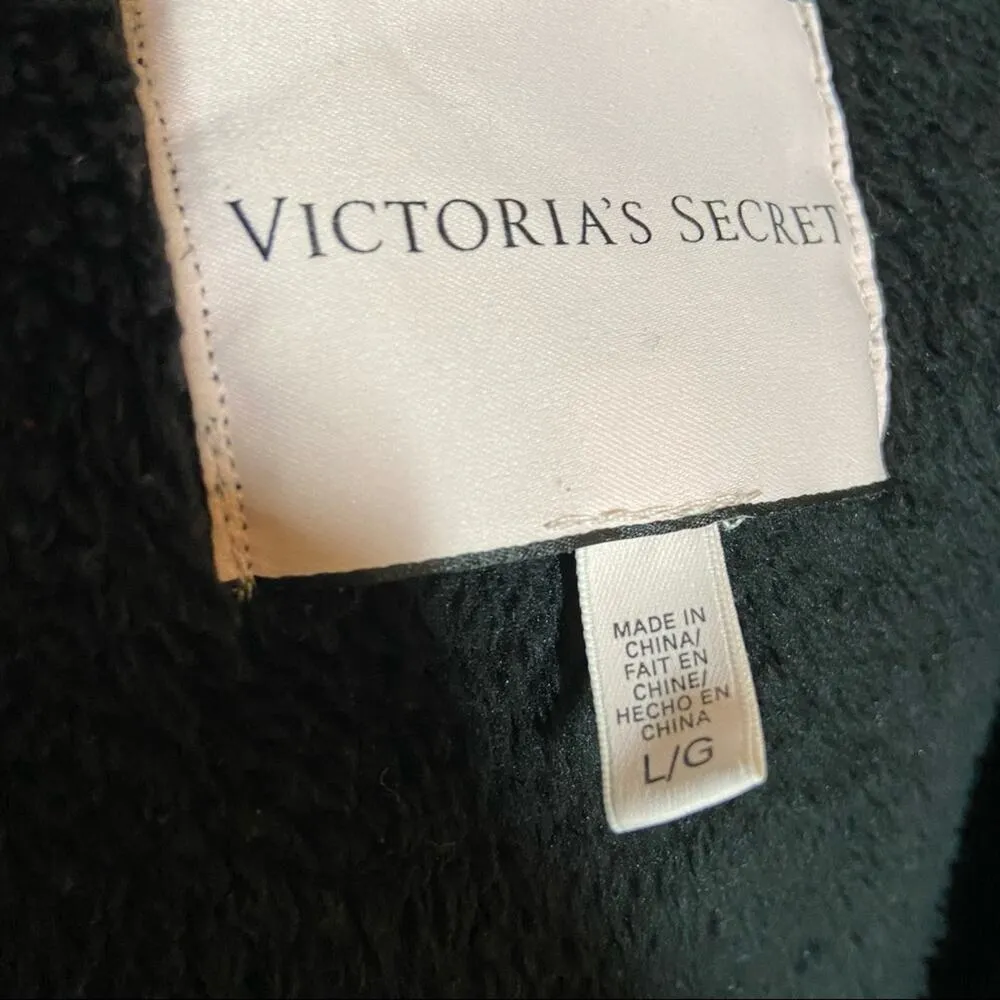 VICTORIA'S SECRET
MADE IN
CHINA/
FAIT EN
CHINE/
HECHO EN
CHINA
L/G